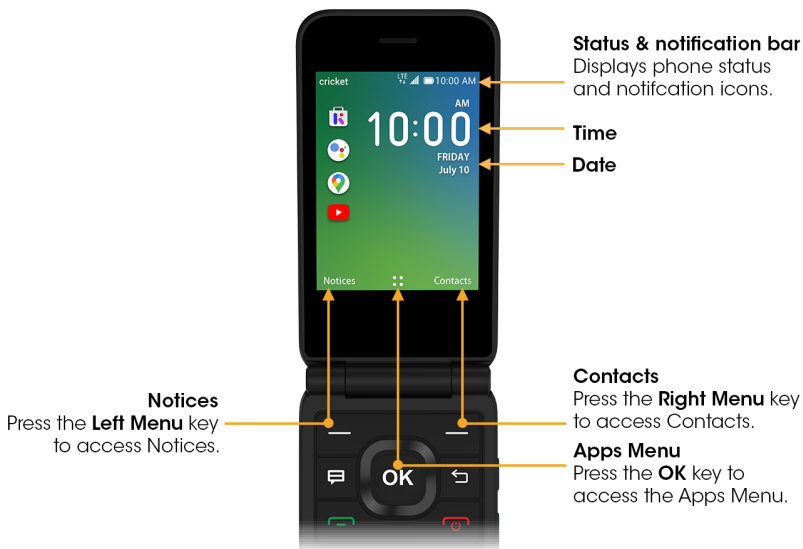 Status & notification bar
Displays phone status
and notifcation icons.
cricket
LTE
10:00 AM
AM
10:00
Time
FRIDAY
July 10
Date
Notices
Contacts
Notices
Press the Left Menu key
to access Notices.
Contacts
Press the Right Menu key
to access Contacts.
Apps Menu
Press the OK key to
access the Apps Menu.
OK